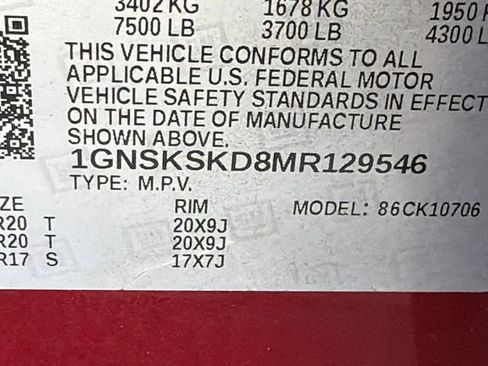 3402 KG 1678 KG 1950 K
7500 LB 3700 LB 4300 L
THIS VEHICLE CONFORMS TO ALL
APPLICABLE U.S. FEDERAL MOTOR
VEHICLE SAFETY STANDARDS IN EFFECT
ON THE DATE OF MANUFACTURE
SHOWN ABOVE.
1GNSKSKD8MR129546
TYPE: M.P.V.
ZE RIM MODEL: 86CK10706
R20 T 20X9J
R20 T 20X9J
R17 S 17X7J